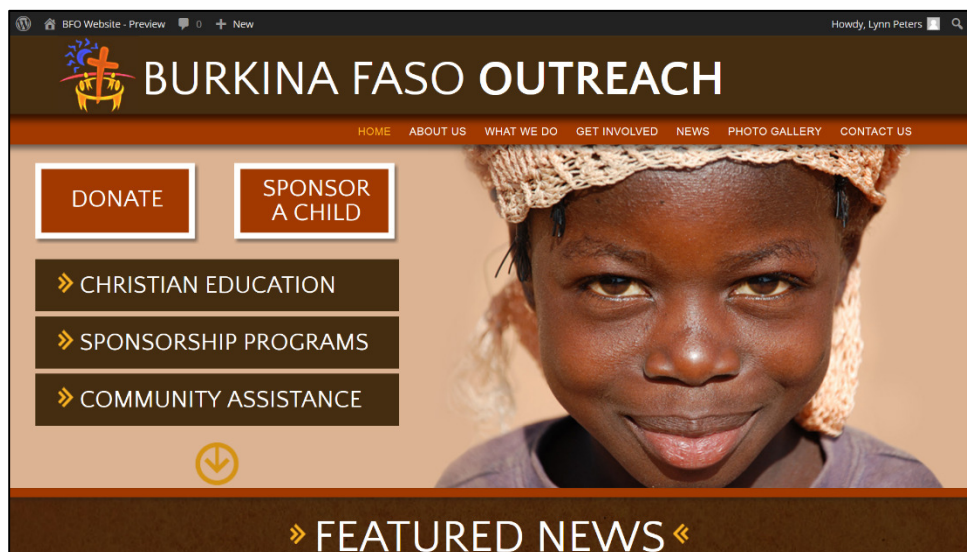 BFO Website - Preview 0 + New Howdy, Lynn Peters
BURKINA FASO OUTREACH
HOME ABOUT US WHAT WE DO GET INVOLVED NEWS PHOTO GALLERY CONTACT US
DONATE
SPONSOR
A CHILD
» CHRISTIAN EDUCATION
» SPONSORSHIP PROGRAMS
» COMMUNITY ASSISTANCE
» FEATURED NEWS «